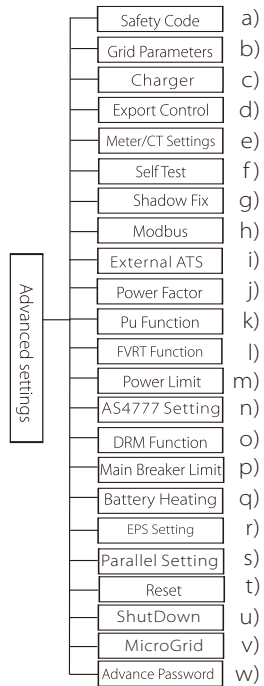 Advanced settings
Safety Code a)
Grid Parameters b)
Charger c)
Export Control d)
Meter/CT Settings e)
Self Test f)
Shadow Fix g)
Modbus h)
External ATS i)
Power Factor j)
Pu Function k)
FVRT Function l)
Power Limit m)
AS4777 Setting n)
DRM Function o)
Main Breaker Limit p)
Battery Heating q)
EPS Setting r)
Parallel Setting s)
Reset t)
ShutDown u)
MicroGrid v)
Advance Password w)